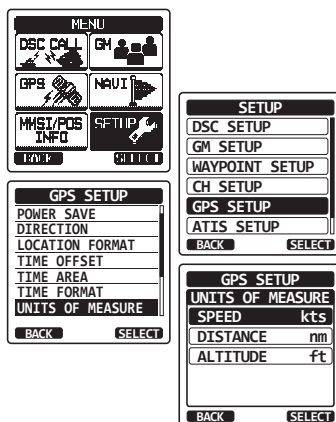 MENU
DSC CALL GM
GPS NAVI
MMSI/POS INFO SETUP
BACK SELECT
SETUP
DSC SETUP
GM SETUP
WAYPOINT SETUP
CH SETUP
GPS SETUP
ATIS SETUP
BACK SELECT
GPS SETUP
POWER SAVE
DIRECTION
LOCATION FORMAT
TIME OFFSET
TIME AREA
TIME FORMAT
UNITS OF MEASURE
BACK SELECT
GPS SETUP
UNITS OF MEASURE
SPEED kts
DISTANCE nm
ALTITUDE ft
BACK SELECT